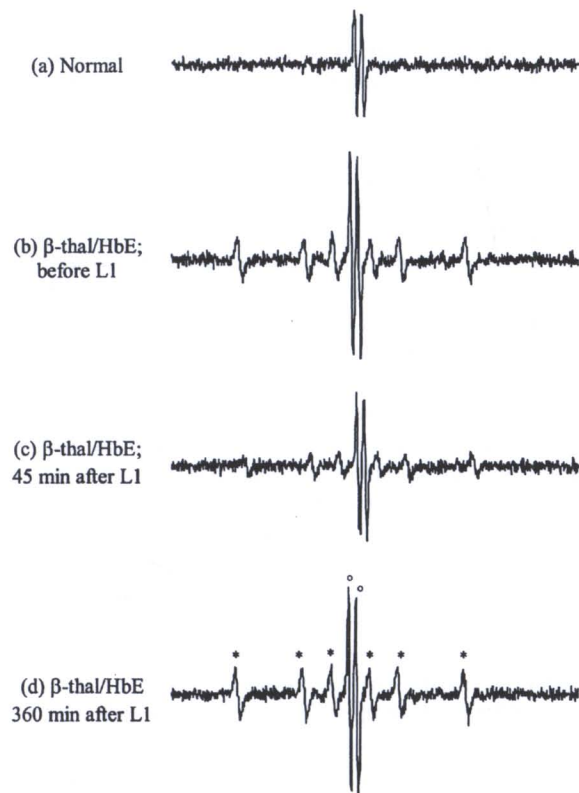 (a) Normal
(b) β-thal/HbE;
before L1
(c) β-thal/HbE;
45 min after L1
° °
* * * * * *
(d) β-thal/HbE
360 min after L1